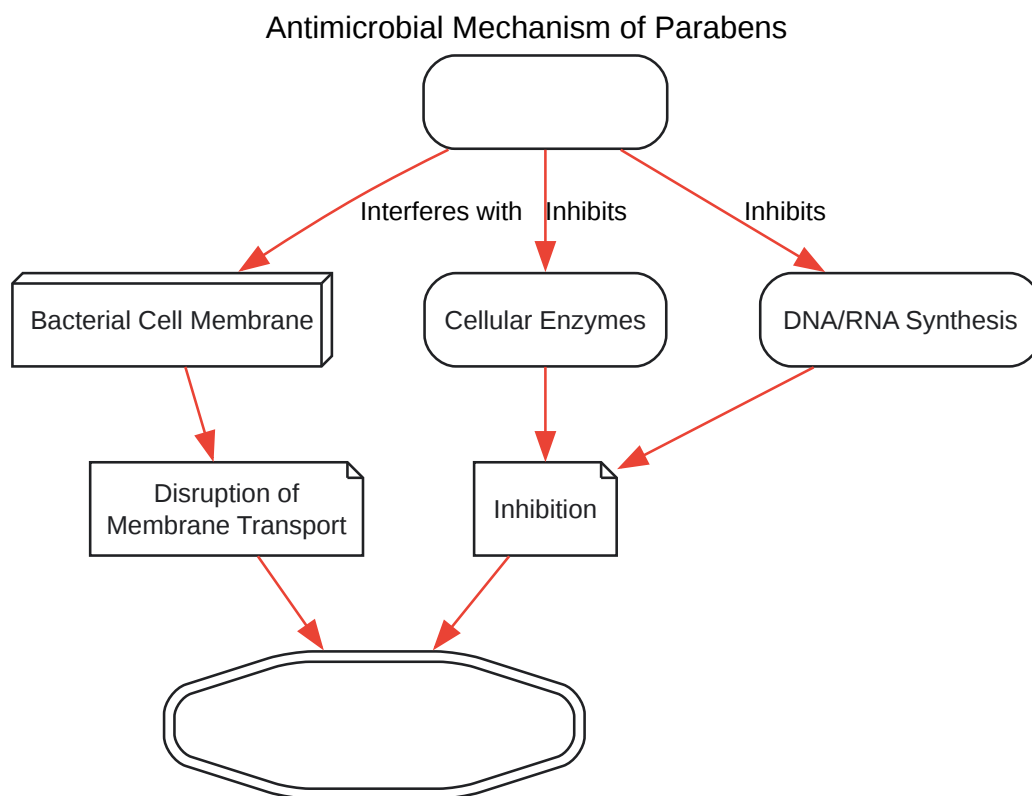 Antimicrobial Mechanism of Parabens
Interferes with
Inhibits
Inhibits
Bacterial Cell Membrane
Cellular Enzymes
DNA/RNA Synthesis
Disruption of
Membrane Transport
Inhibition